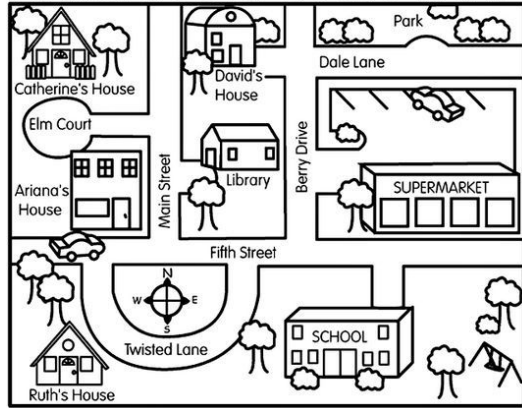 Park
Dale Lane
Catherine's House
David's
House
Elm Court
Main Street
Berry Drive
Ariana's
House
Library
SUPERMARKET
Fifth Street
N
W
E
S
Twisted Lane
SCHOOL
Ruth's House